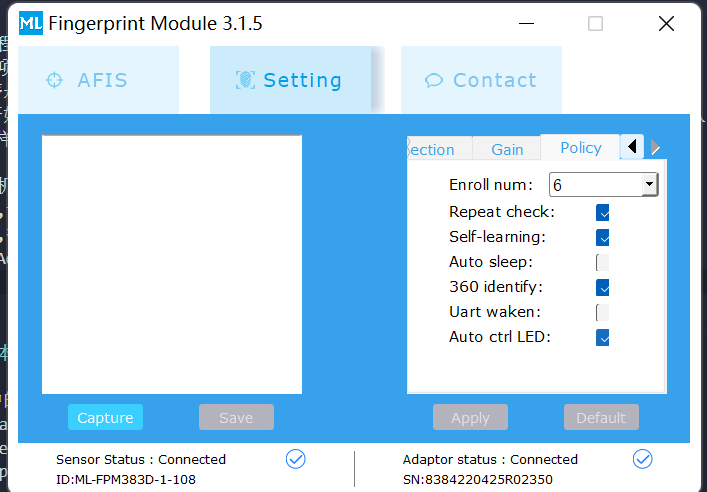 ML Fingerprint Module 3.1.5
AFIS
Setting
Contact
ection
Gain
Policy
Enroll num: 6
Repeat check:
Self-learning:
Auto sleep:
360 identify:
Uart waken:
Auto ctrl LED:
Capture
Save
Apply
Default
Sensor Status : Connected
ID:ML-FPM383D-1-108
Adaptor status : Connected
SN:8384220425R02350